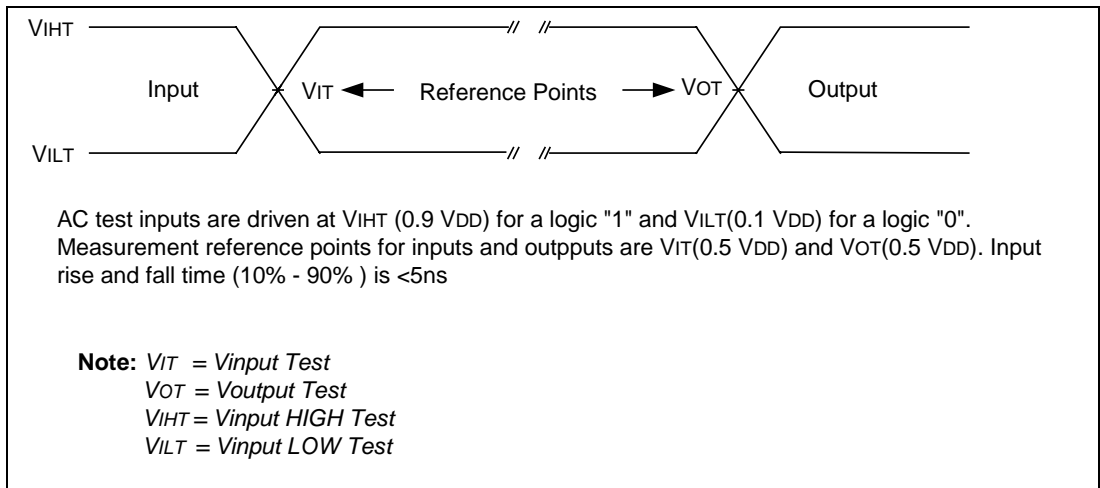 VIHT
Input VIT Reference Points VOT Output
VILT
AC test inputs are driven at VIHT (0.9 VDD) for a logic "1" and VILT(0.1 VDD) for a logic "0".
Measurement reference points for inputs and outpputs are VIT(0.5 VDD) and VOT(0.5 VDD). Input
rise and fall time (10% - 90% ) is <5ns
Note: VIT = Vinput Test
VOT = Voutput Test
VIHT = Vinput HIGH Test
VILT = Vinput LOW Test